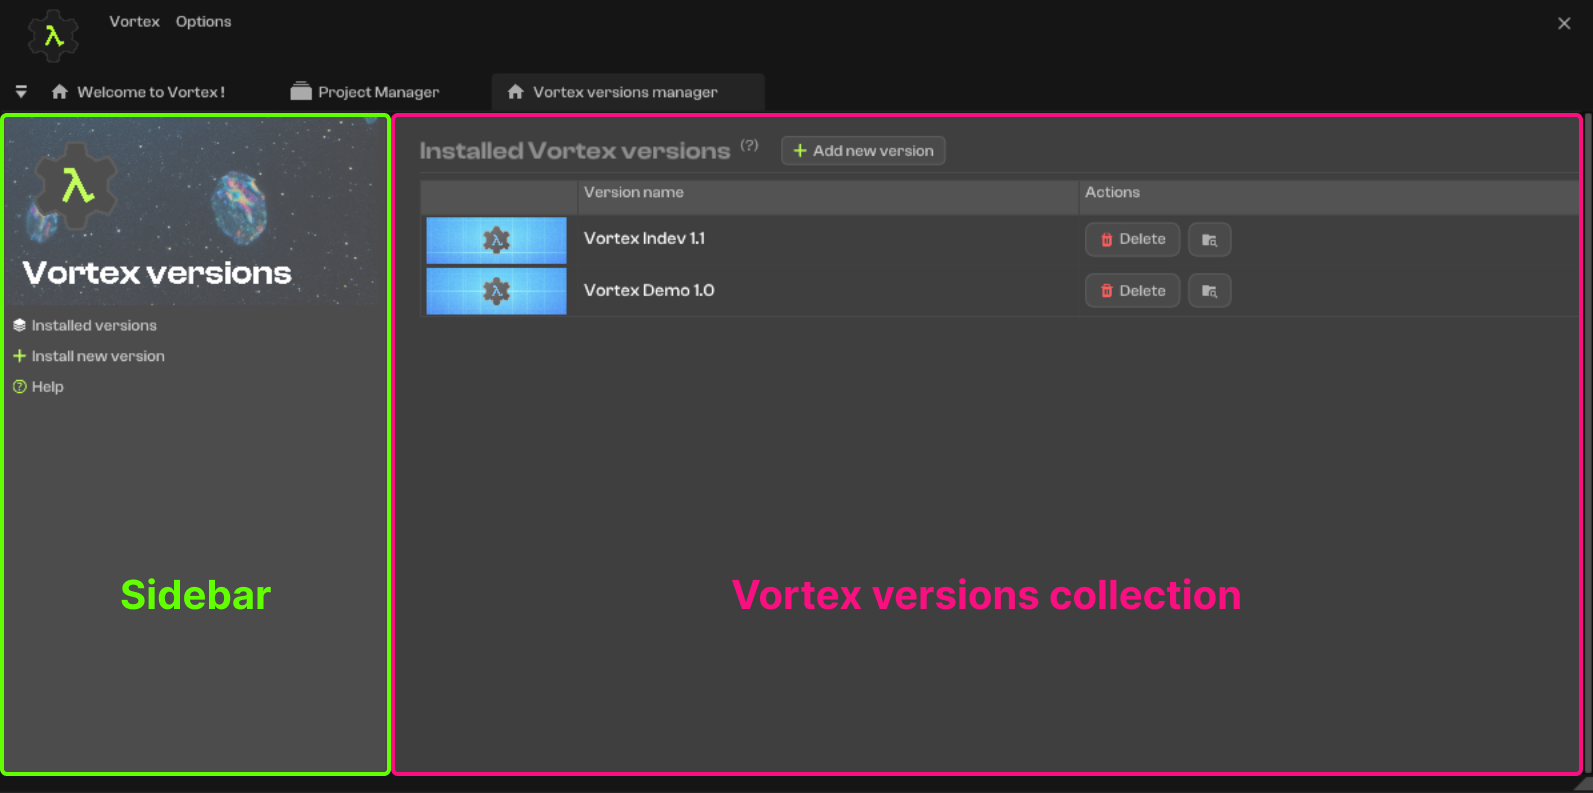 Vortex Options
Welcome to Vortex !
Project Manager
Vortex versions manager
λ
λ
Vortex versions
Installed versions
Install new version
Help
Sidebar
Installed Vortex versions (?)
Add new version
Version name Actions
λ Vortex Indev 1.1 Delete
λ Vortex Demo 1.0 Delete
Vortex versions collection